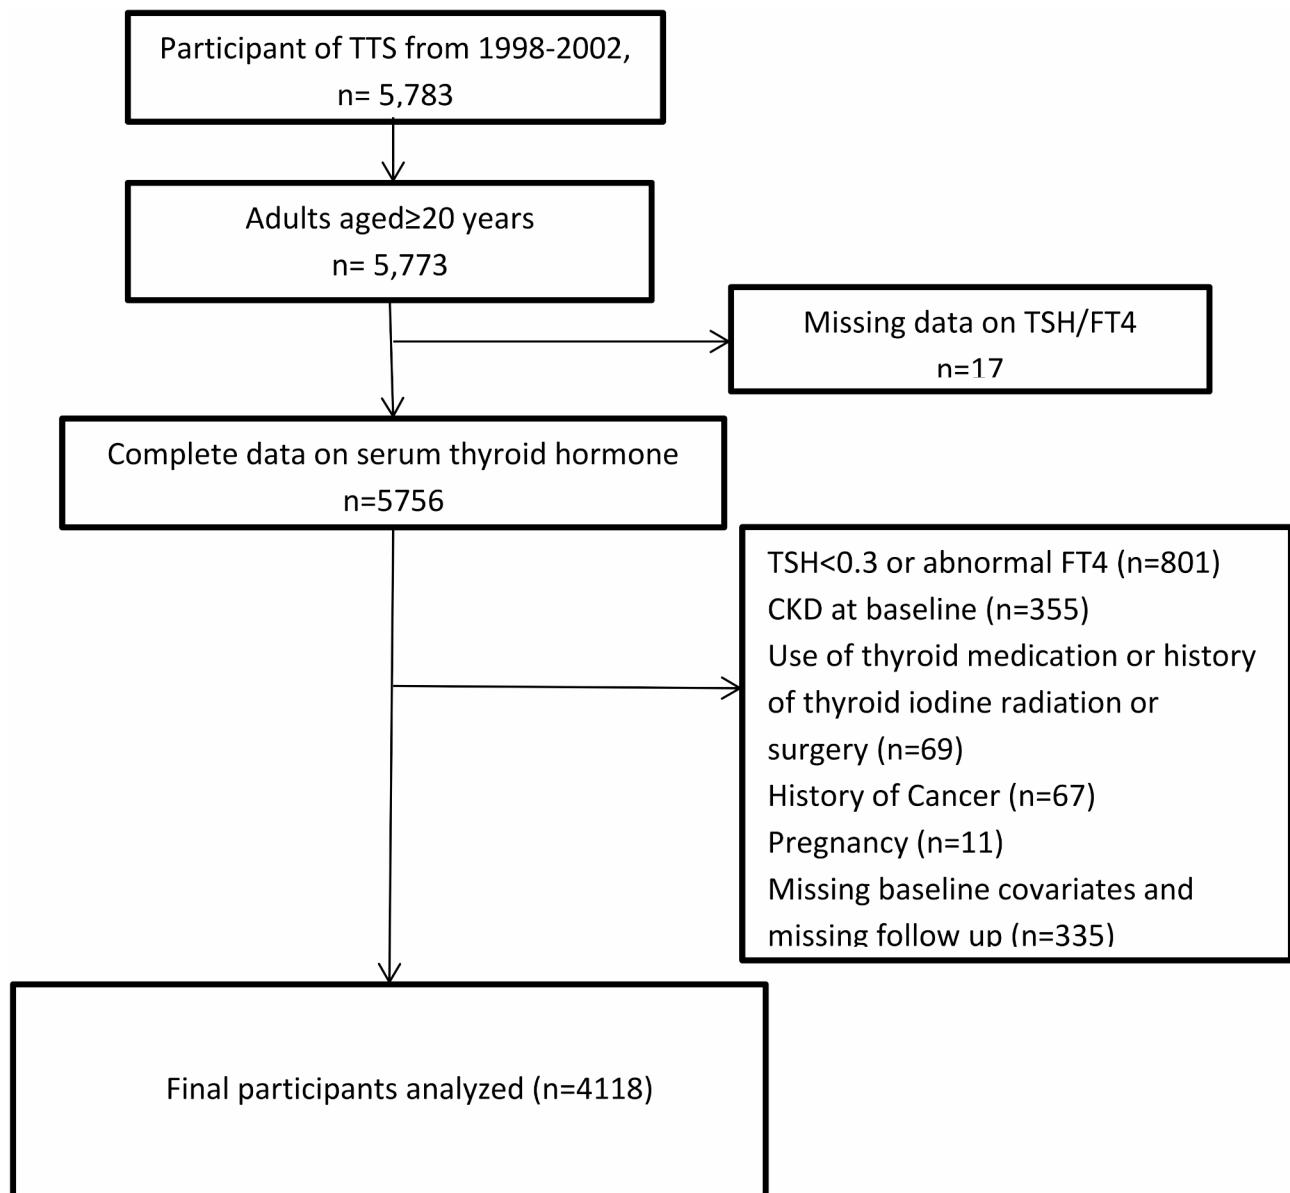 Participant of TTS from 1998-2002,
n= 5,783
Adults aged≥20 years
n= 5,773
Missing data on TSH/FT4
n=17
Complete data on serum thyroid hormone
n=5756
TSH<0.3 or abnormal FT4 (n=801)
CKD at baseline (n=355)
Use of thyroid medication or history
of thyroid iodine radiation or
surgery (n=69)
History of Cancer (n=67)
Pregnancy (n=11)
Missing baseline covariates and
missing follow up (n=335)
Final participants analyzed (n=4118)